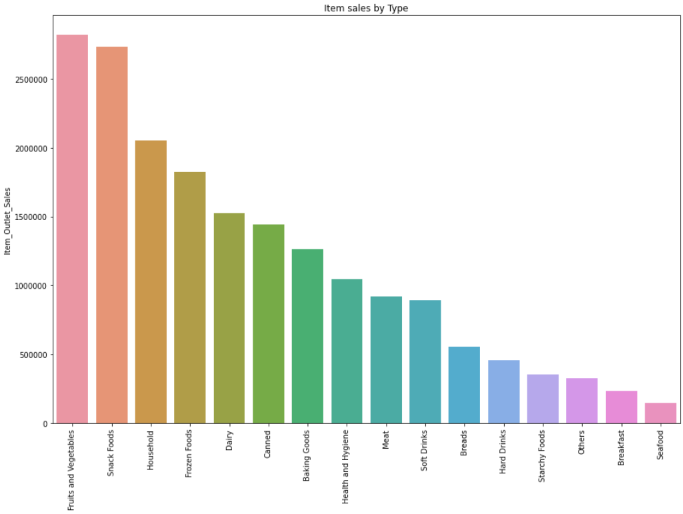 Item sales by Type
Item_Outlet_Sales
2500000
2000000
1500000
1000000
500000
0
Fruits and Vegetables
Snack Foods
Household
Frozen Foods
Dairy
Canned
Baking Goods
Health and Hygiene
Meat
Soft Drinks
Breads
Hard Drinks
Starchy Foods
Others
Breakfast
Seafood